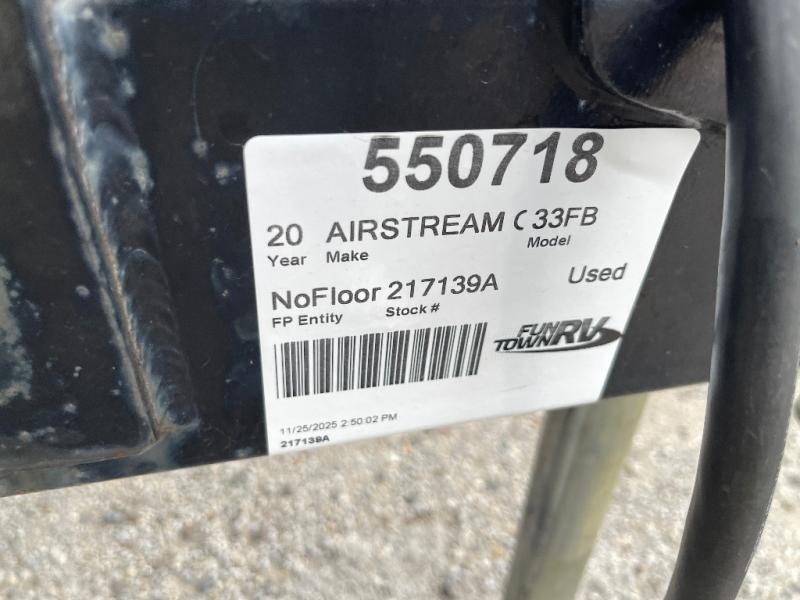 550718
20 AIRSTREAM C 33FB
Year Make Model
NoFloor 217139A Used
FP Entity Stock #
FUN TOWN RV
11/25/2025 2:50:02 PM
217139A